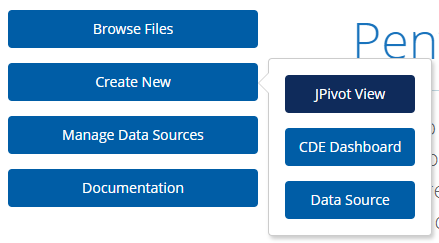 Browse Files
Create New
Manage Data Sources
Documentation
Pen
JPivot View
CDE Dashboard
Data Source